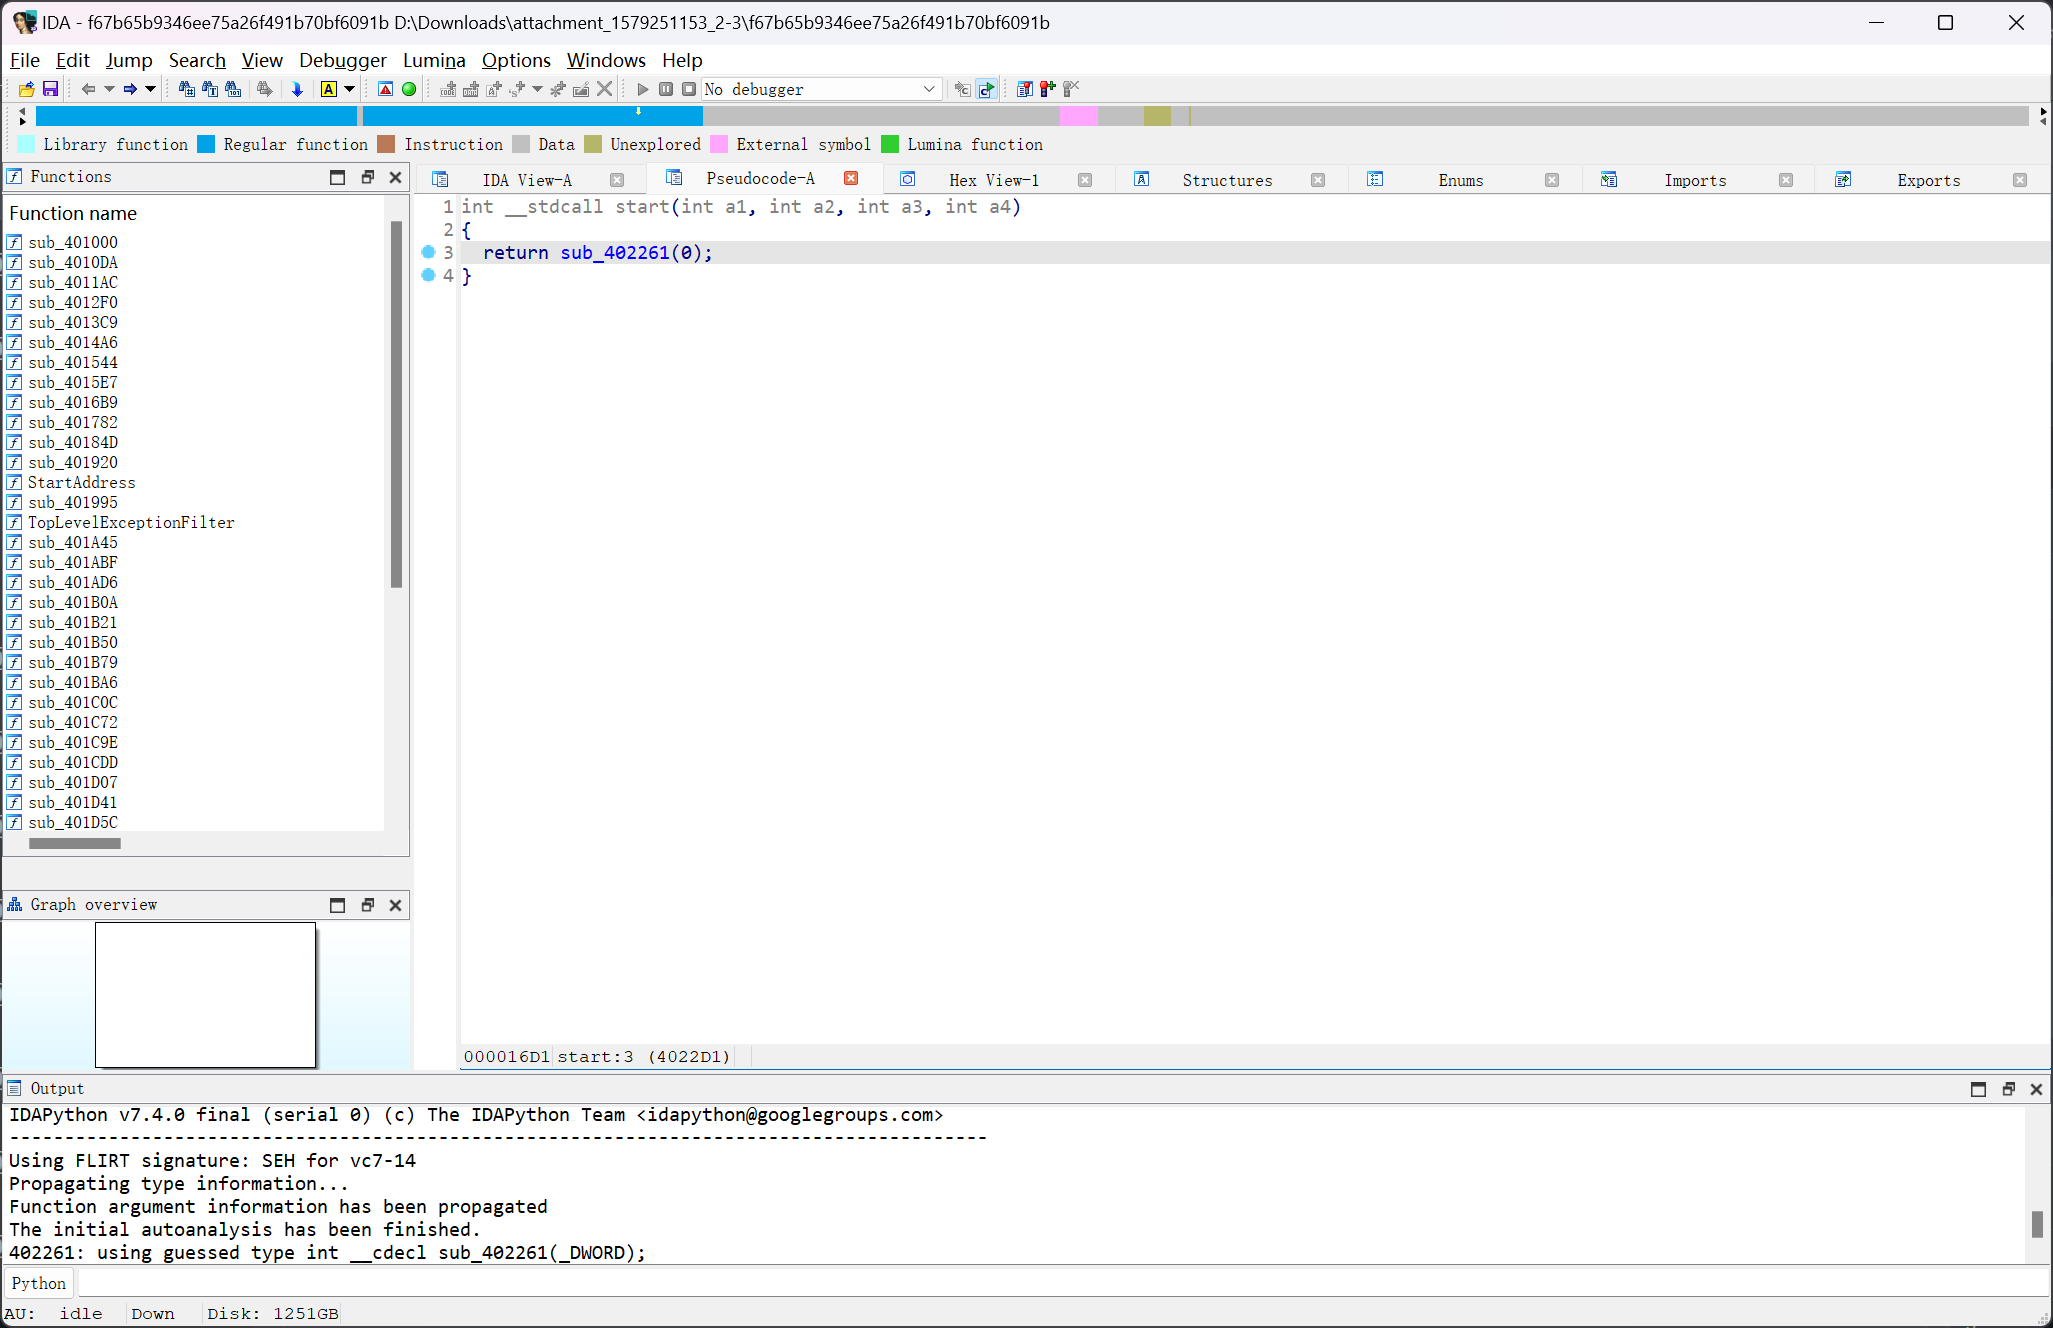 IDA - f67b65b9346ee75a26f491b70bf6091b D:\Downloads\attachment_1579251153_2-3\f67b65b9346ee75a26f491b70bf6091b
File Edit Jump Search View Debugger Lumina Options Windows Help
No debugger
Library function Regular function Instruction Data Unexplored External symbol Lumina function
Functions
IDA View-A Pseudocode-A Hex View-1 Structures Enums Imports Exports
Function name
sub_401000
sub_4010DA
sub_4011AC
sub_4012F0
sub_4013C9
sub_4014A6
sub_401544
sub_4015E7
sub_4016B9
sub_401782
sub_40184D
sub_401920
StartAddress
sub_401995
TopLevelExceptionFilter
sub_401A45
sub_401ABF
sub_401AD6
sub_401B0A
sub_401B21
sub_401B50
sub_401B79
sub_401BA6
sub_401C0C
sub_401C72
sub_401C9E
sub_401CDD
sub_401D07
sub_401D41
sub_401D5C
1 int __stdcall start(int a1, int a2, int a3, int a4)
2 {
3 return sub_402261(0);
4 }
000016D1 start:3 (4022D1)
Graph overview
Output
IDAPython v7.4.0 final (serial 0) (c) The IDAPython Team <idapython@googlegroups.com>
-----------------------------------------------------------------------------------------
Using FLIRT signature: SEH for vc7-14
Propagating type information...
Function argument information has been propagated
The initial autoanalysis has been finished.
402261: using guessed type int __cdecl sub_402261(_DWORD);
Python
AU: idle Down Disk: 1251GB